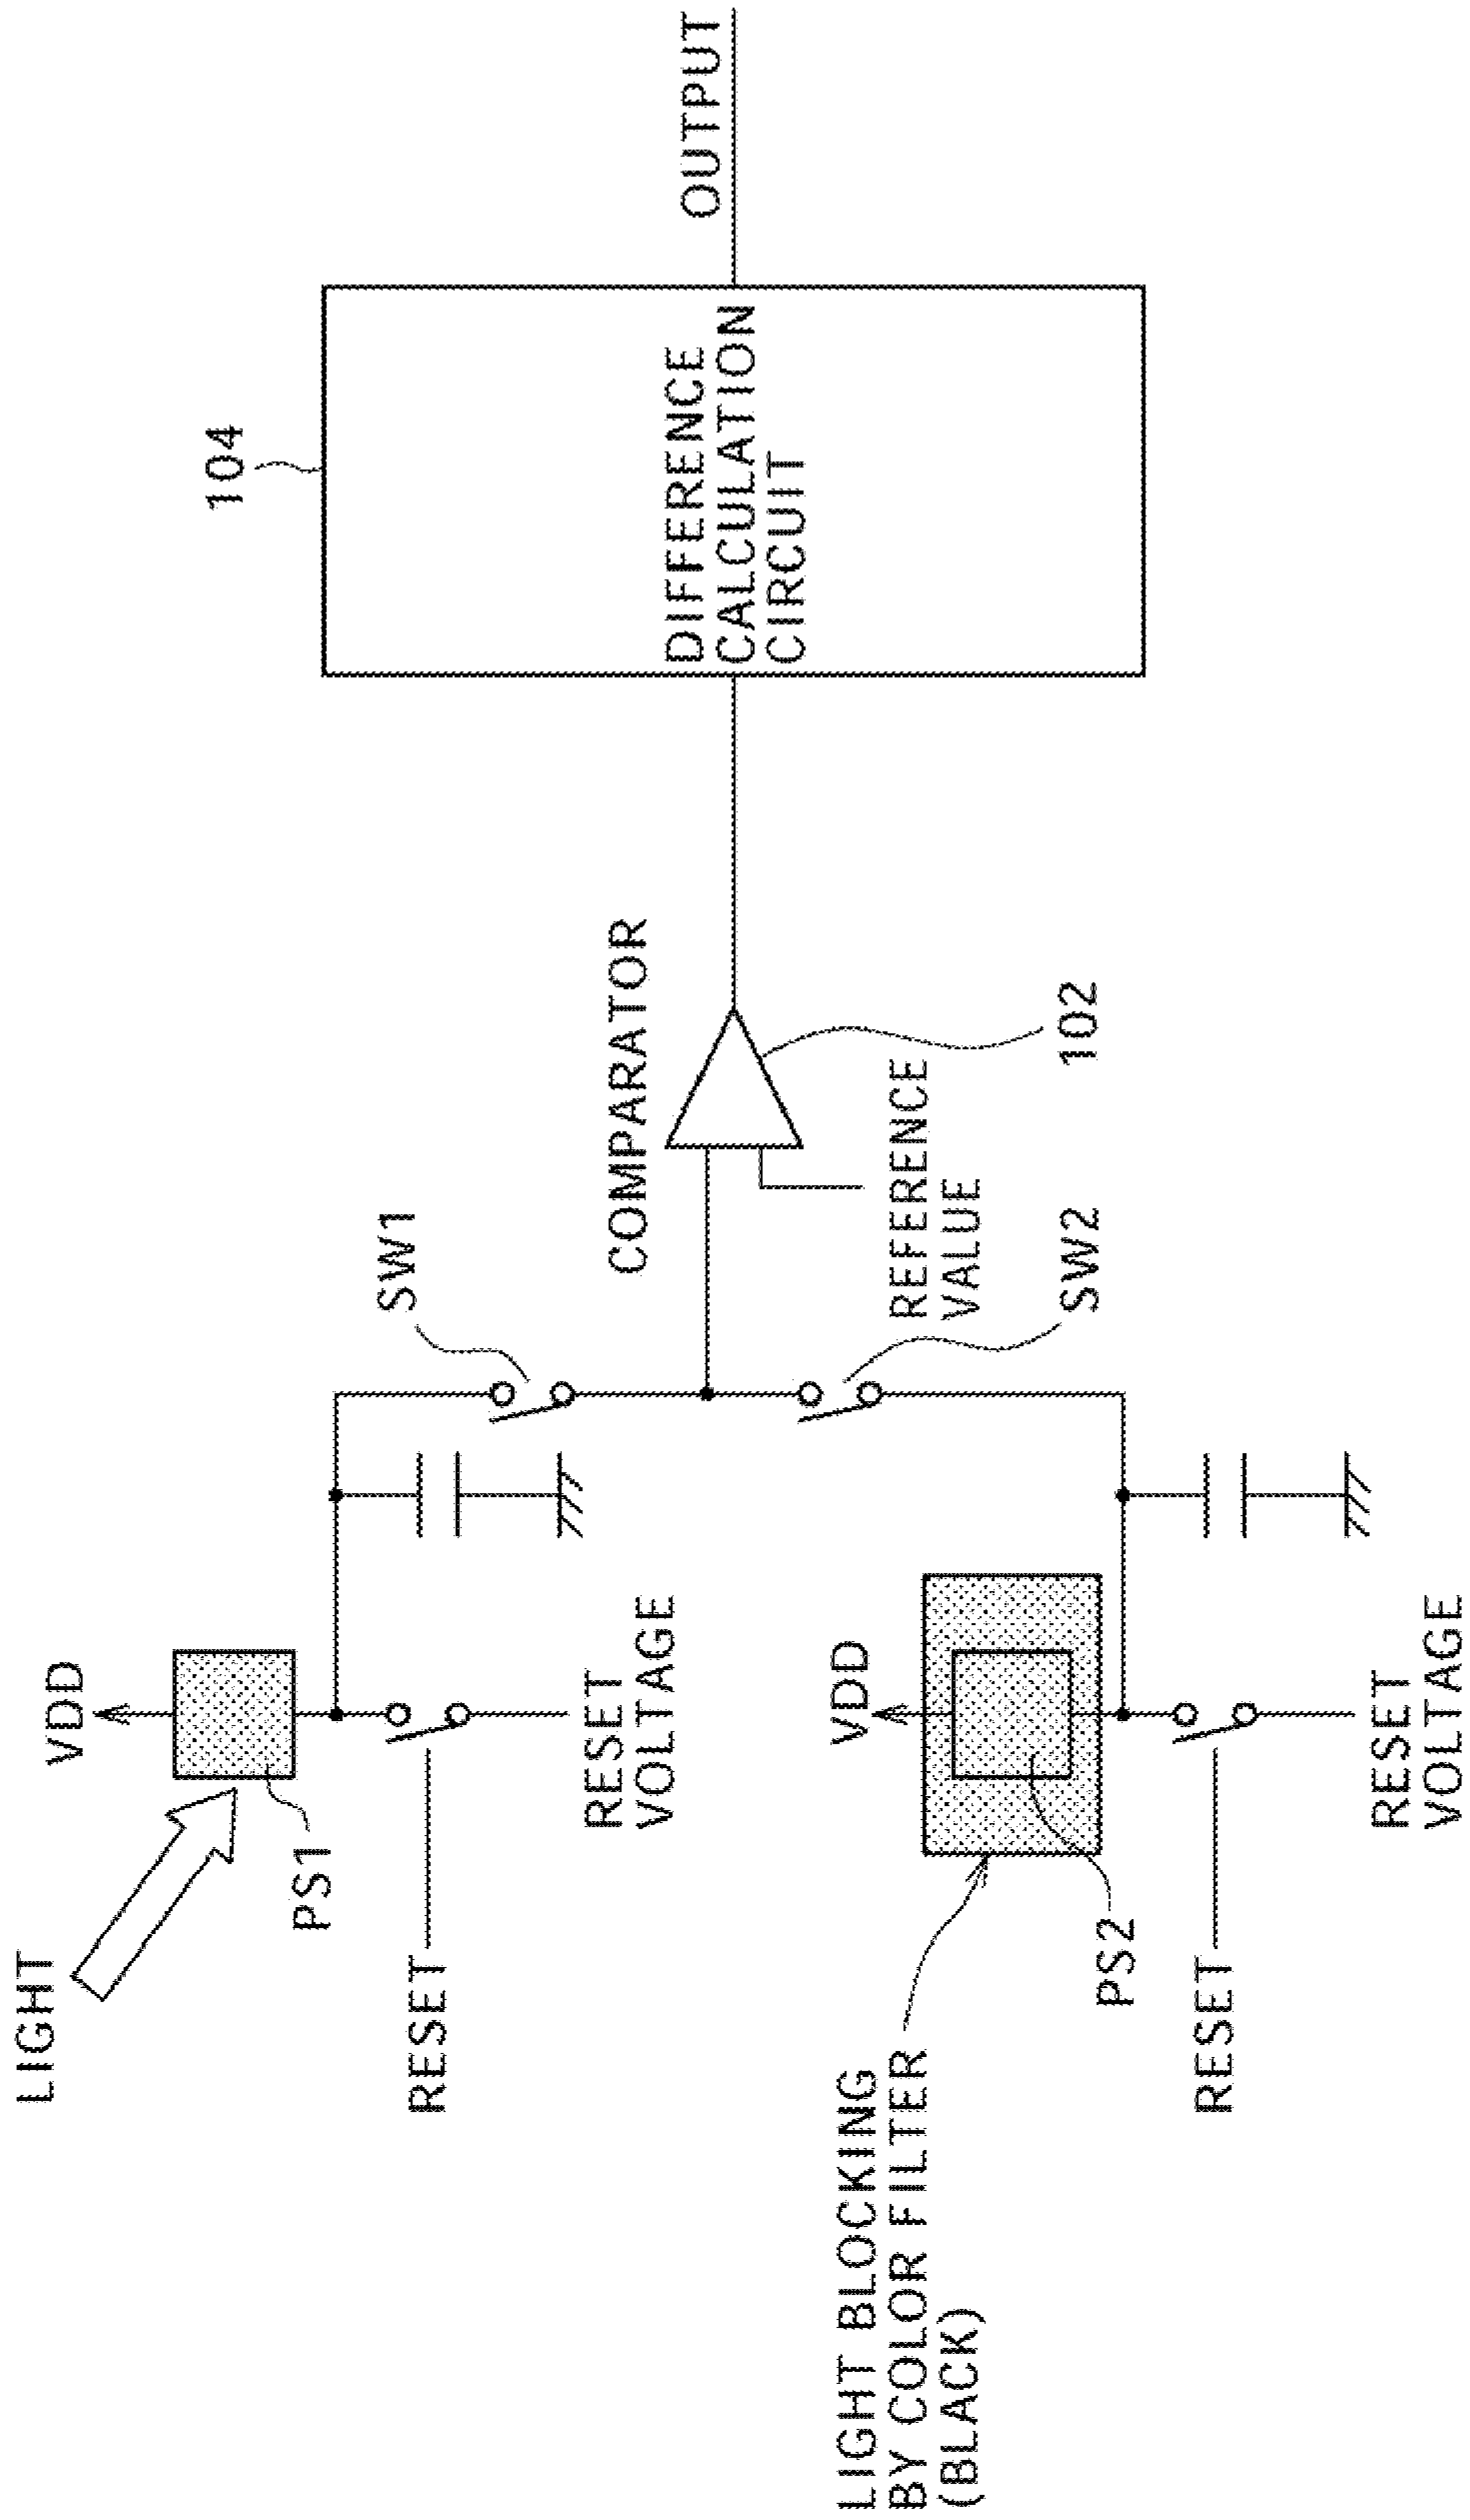 LIGHT
VDD
PS1
RESET
RESET
VOLTAGE
SW1
COMPARATOR
REFERENCE
VALUE
102
104
DIFFERENCE
CALCULATION
CIRCUIT
OUTPUT
SW2
LIGHT BLOCKING
BY COLOR FILTER
(BLACK)
VDD
PS2
RESET
RESET
VOLTAGE